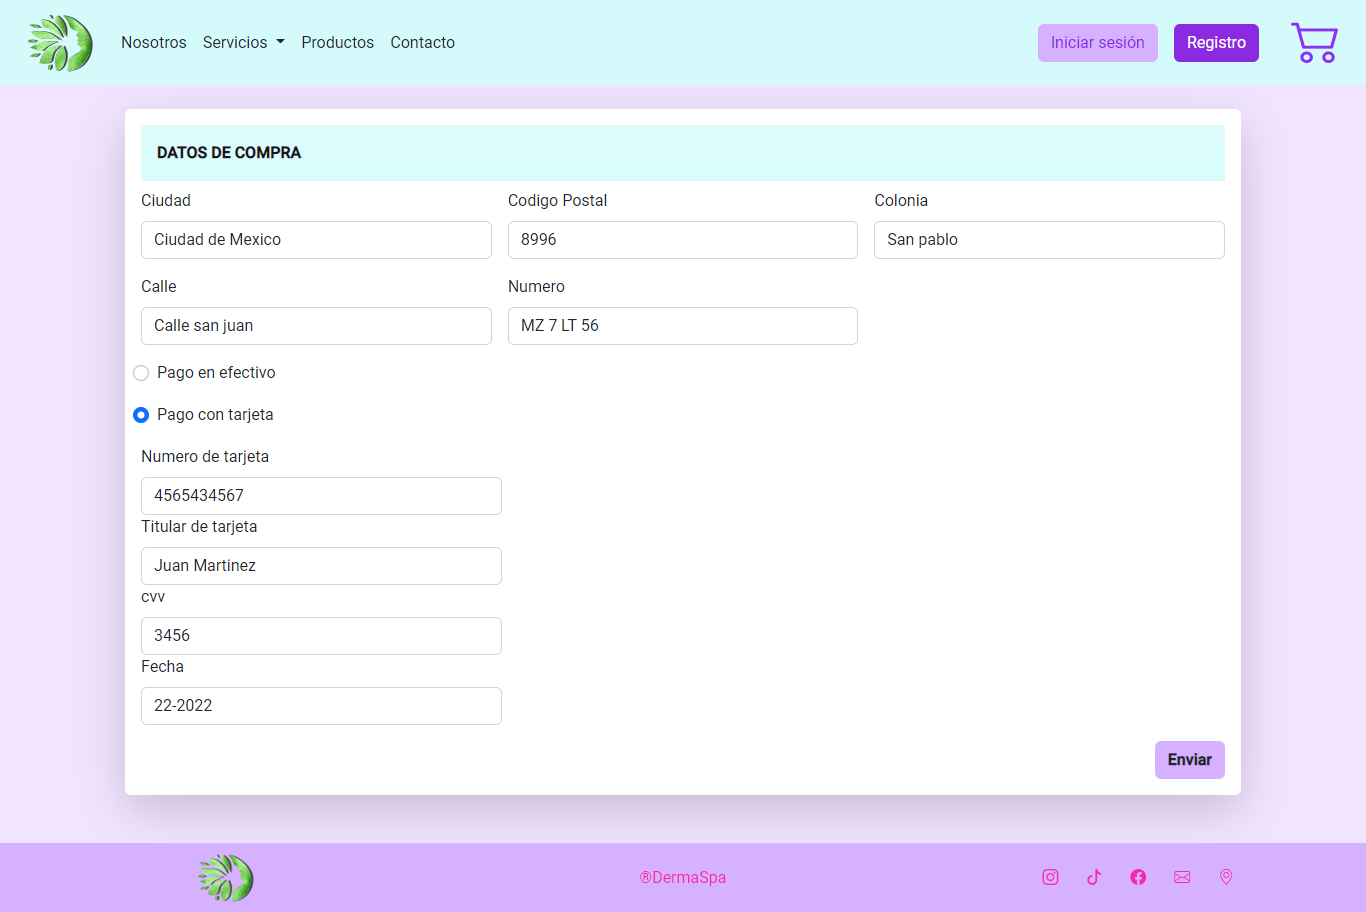 Nosotros Servicios Productos Contacto Iniciar sesión Registro
DATOS DE COMPRA
Ciudad Codigo Postal Colonia
Ciudad de Mexico 8996 San pablo
Calle Numero
Calle san juan MZ 7 LT 56
Pago en efectivo
Pago con tarjeta
Numero de tarjeta
4565434567
Titular de tarjeta
Juan Martinez
cvv
3456
Fecha
22-2022
Enviar
®DermaSpa